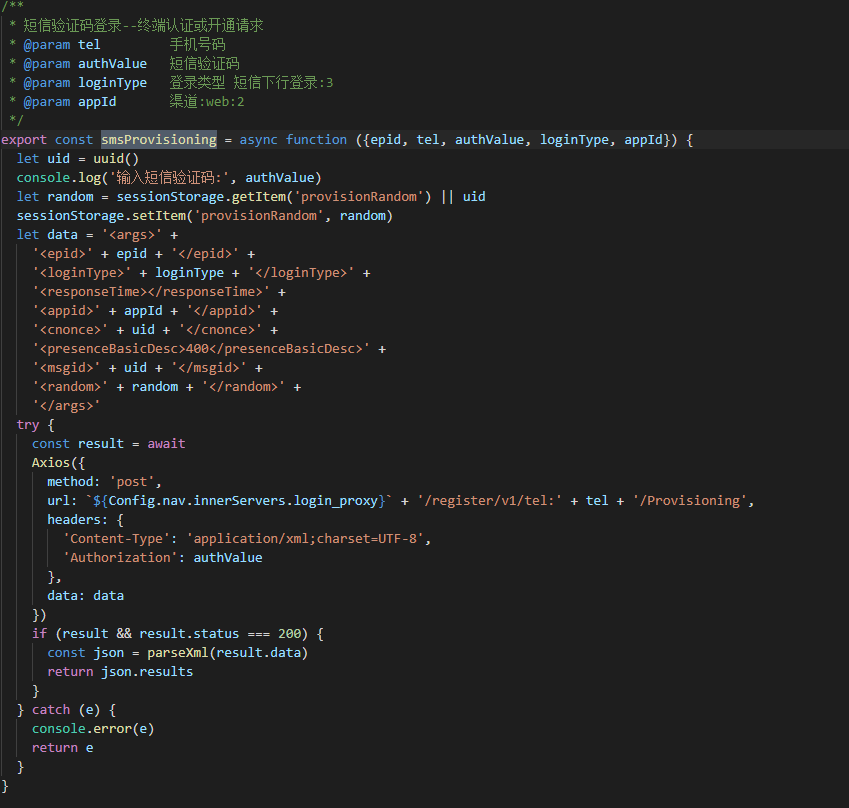 /**
 * 短信验证码登录--终端认证或开通请求
 * @param tel         手机号码
 * @param authValue   短信验证码
 * @param loginType   登录类型 短信下行登录:3
 * @param appId       渠道:web:2
 */
export const smsProvisioning = async function ({epid, tel, authValue, loginType, appId}) {
  let uid = uuid()
  console.log('输入短信验证码:', authValue)
  let random = sessionStorage.getItem('provisionRandom') || uid
  sessionStorage.setItem('provisionRandom', random)
  let data = '<args>' +
    '<epid>' + epid + '</epid>' +
    '<loginType>' + loginType + '</loginType>' +
    '<responseTime></responseTime>' +
    '<appid>' + appId + '</appid>' +
    '<cnonce>' + uid + '</cnonce>' +
    '<presenceBasicDesc>400</presenceBasicDesc>' +
    '<msgid>' + uid + '</msgid>' +
    '<random>' + random + '</random>' +
    '</args>'
  try {
    const result = await
    Axios({
      method: 'post',
      url: `${Config.nav.innerServers.login_proxy}` + '/register/v1/tel:' + tel + '/Provisioning',
      headers: {
        'Content-Type': 'application/xml;charset=UTF-8',
        'Authorization': authValue
      },
      data: data
    })
    if (result && result.status === 200) {
      const json = parseXml(result.data)
      return json.results
    }
  } catch (e) {
    console.error(e)
    return e
  }
}